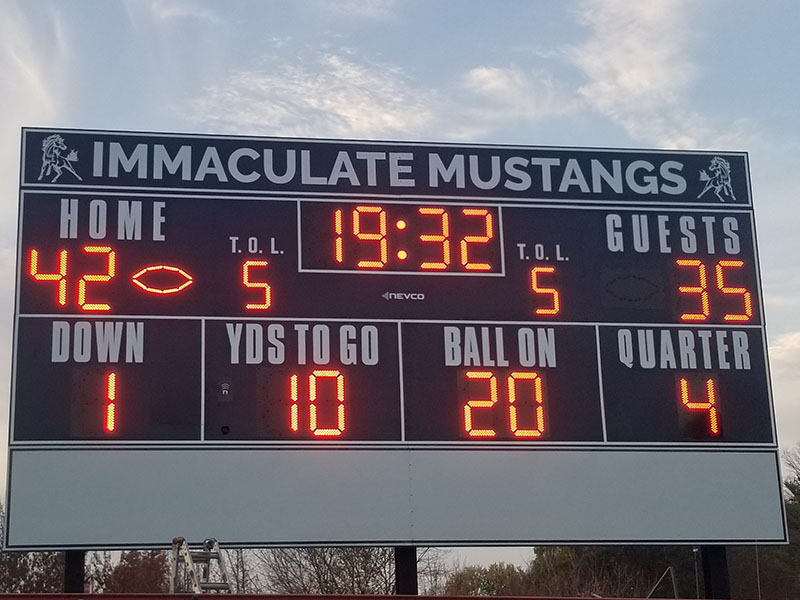 IMMACULATE MUSTANGS
HOME T.O.L. 19:32 T.O.L. GUESTS
42 5 5 35
NEVCO
DOWN YDS TO GO BALL ON QUARTER
1 10 20 4